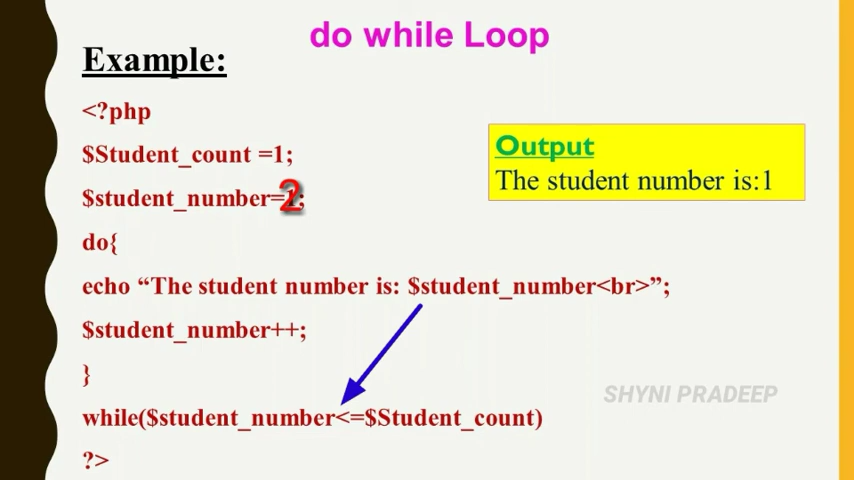 do while Loop
Example:
<?php
$Student_count =1;
$student_number=1;
2
do{
echo “The student number is: $student_number<br>”;
$student_number++;
}
while($student_number<=$Student_count)
?>
Output
The student number is:1
SHYNI PRADEEP